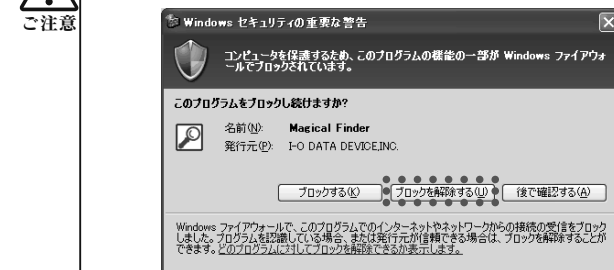 ご注意
Windows セキュリティの重要な警告
コンピュータを保護するため、このプログラムの機能の一部が Windows ファイアウォ
ールでブロックされています。
このプログラムをブロックし続けますか?
名前(N): Magical Finder
発行元(P): I-O DATA DEVICE,INC.
ブロックする(K) ブロックを解除する(U) 後で確認する(A)
Windows ファイアウォールで、このプログラムでのインターネットやネットワークからの接続の受信をブロック
しました。プログラムを認識している場合、または発行元が信頼できる場合は、ブロックを解除することが
できます。どのプログラムに対してブロックを解除できるか表示します。